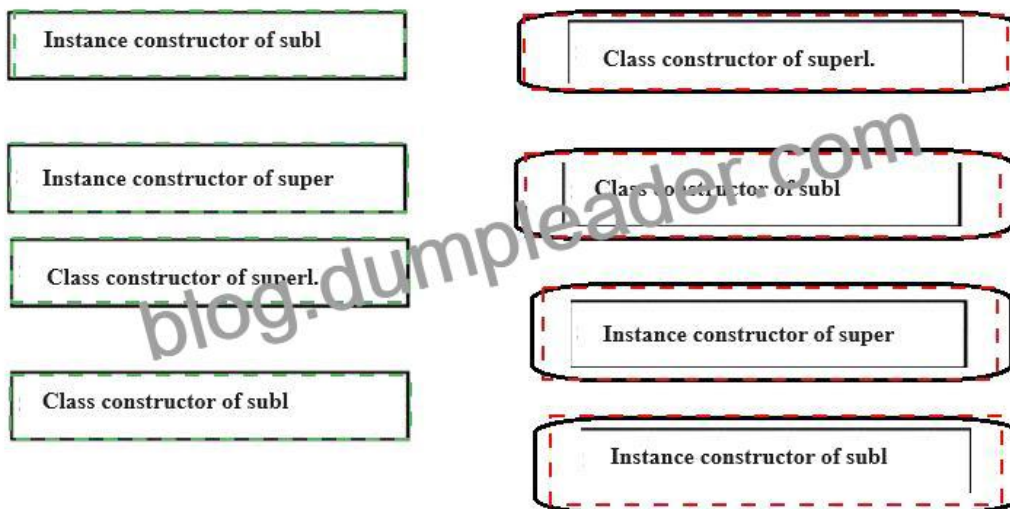 Instance constructor of subl
Instance constructor of super
Class constructor of superl.
Class constructor of subl
Class constructor of superl.
Class constructor of subl
Instance constructor of super
Instance constructor of subl
blog.dumpleader.com